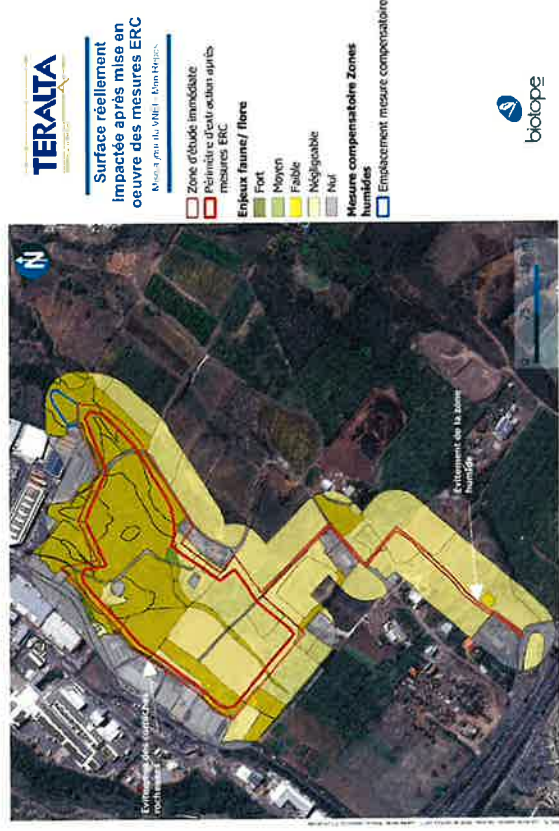 TERALTA
Surface réellement
Impactée après mise en
oeuvre des mesures ERC
Zone d'étude immédiate
Périmètre d'extraction après
mesures ERC
Enjeux faune/ flore
Fort
Moyen
Faible
Négligeable
Nul
Mesure compensatoire Zones
humides
Emplacement mesure compensatoire
N
Evitement de la zone
humide
biotope